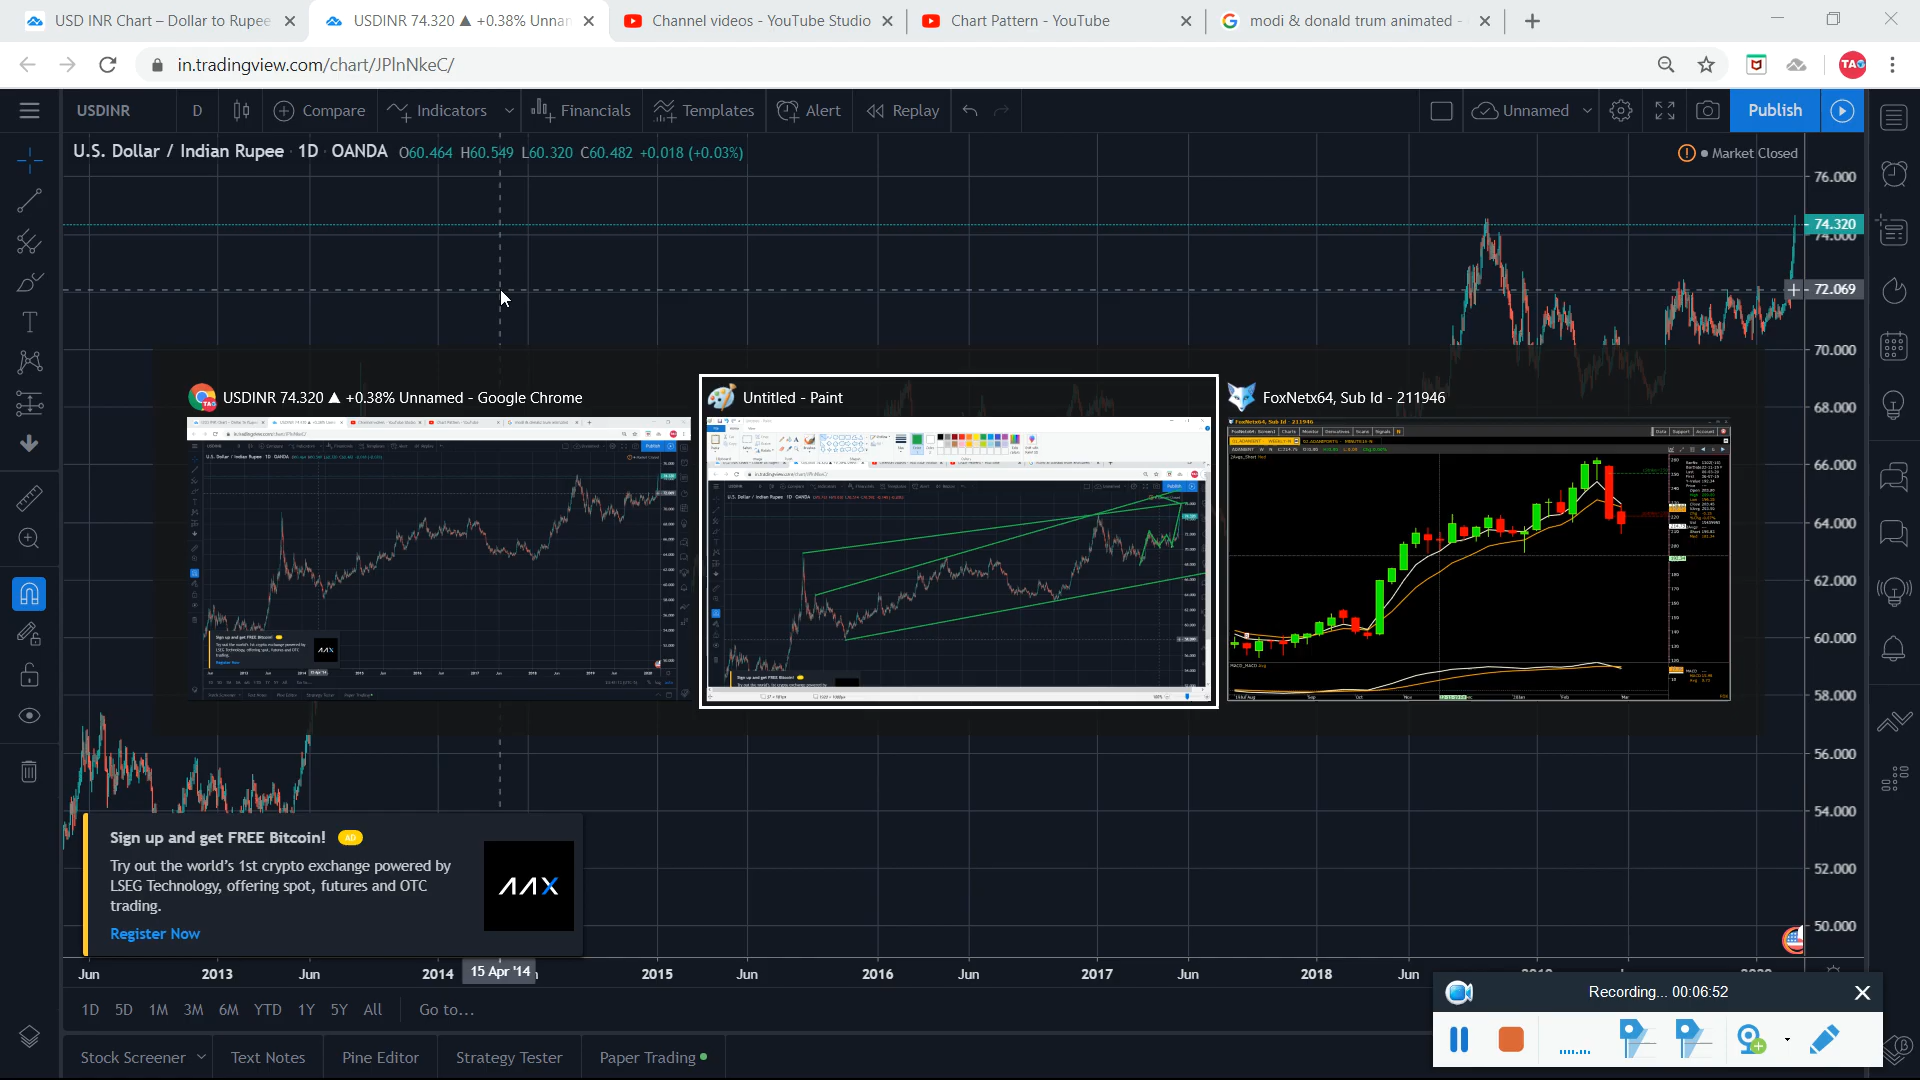 USD INR Chart – Dollar to Rupee
USDINR 74.320 ▲ +0.38% Unnan
Channel videos - YouTube Studio
Chart Pattern - YouTube
modi & donald trum animated -
in.tradingview.com/chart/JPlnNkeC/
TAG
USDINR
D
Compare
Indicators
Financials
Templates
Alert
Replay
Unnamed
Publish
U.S. Dollar / Indian Rupee · 1D · OANDA O60.464 H60.549 L60.320 C60.482 +0.018 (+0.03%)
Market Closed
76.000
74.320
74.000
72.069
70.000
68.000
66.000
64.000
62.000
60.000
58.000
56.000
54.000
52.000
50.000
USDINR 74.320 ▲ +0.38% Unnamed - Google Chrome
Untitled - Paint
FoxNetx64, Sub Id - 211946
Sign up and get FREE Bitcoin! AD
Try out the world's 1st crypto exchange powered by
LSEG Technology, offering spot, futures and OTC
trading.
Register Now
AAX
Jun 2013 Jun 2014 15 Apr '14 2015 Jun 2016 Jun 2017 Jun 2018 Jun
1D 5D 1M 3M 6M YTD 1Y 5Y All Go to...
Recording... 00:06:52
Stock Screener
Text Notes
Pine Editor
Strategy Tester
Paper Trading